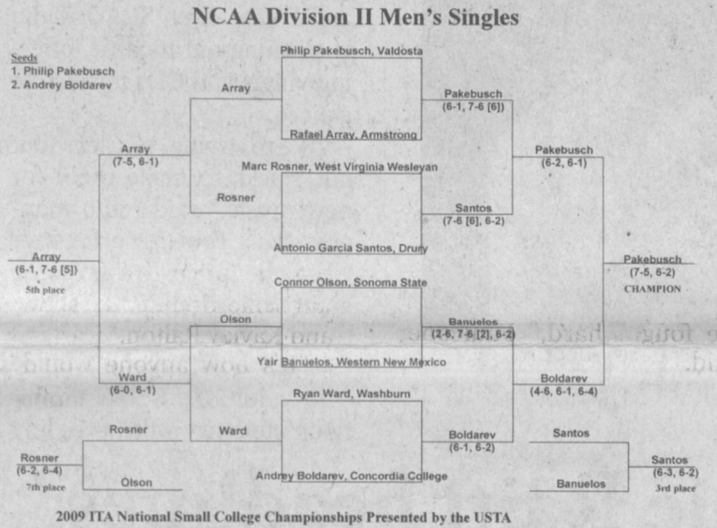 NCAA Division II Men's Singles
Seeds
1. Philip Pakebusch
2. Andrey Boldarev
Philip Pakebusch, Valdosta
Array
Pakebusch
(6-1, 7-6 [6])
Rafael Array, Armstrong
Array
(7-5, 6-1)
Pakebusch
(6-2, 6-1)
Marc Rosner, West Virginia Wesleyan
Rosner
Santos
(7-6 [6], 6-2)
Antonio Garcia Santos, Drury
Array
(6-1, 7-6 [5])
5th place
Pakebusch
(7-5, 6-2)
CHAMPION
Connor Olson, Sonoma State
Olson
Banuelos
(2-6, 7-6 [2], 6-2)
Yair Banuelos, Western New Mexico
Ward
(6-0, 6-1)
Boldarev
(4-6, 6-1, 6-4)
Ryan Ward, Washburn
Ward
Boldarev
(6-1, 6-2)
Andrey Boldarev, Concordia College
Rosner
Rosner
(6-2, 6-4)
7th place
Olson
Santos
Santos
(6-3, 6-2)
3rd place
Banuelos
2009 ITA National Small College Championships Presented by the USTA